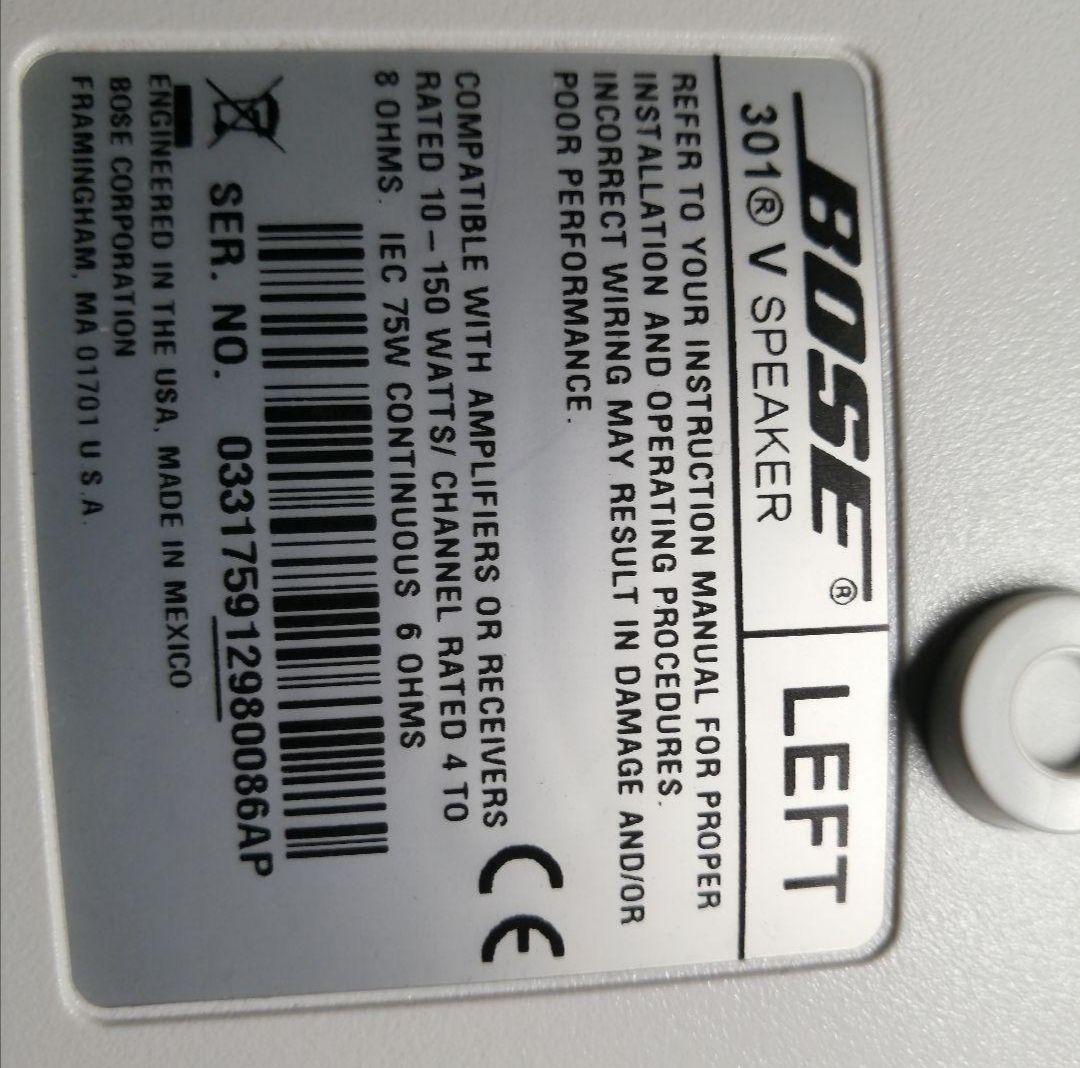 BOSE®
301® V SPEAKER
LEFT
REFER TO YOUR INSTRUCTION MANUAL FOR PROPER
INSTALLATION AND OPERATING PROCEDURES.
INCORRECT WIRING MAY RESULT IN DAMAGE AND/OR
POOR PERFORMANCE.
CE
COMPATIBLE WITH AMPLIFIERS OR RECEIVERS
RATED 10-150 WATTS/CHANNEL RATED 4 TO
8 OHMS. IEC 75W CONTINUOUS 6 OHMS
SER. NO. 033175912980086AP
ENGINEERED IN THE USA, MADE IN MEXICO
BOSE CORPORATION
FRAMINGHAM, MA 01701 U.S.A.